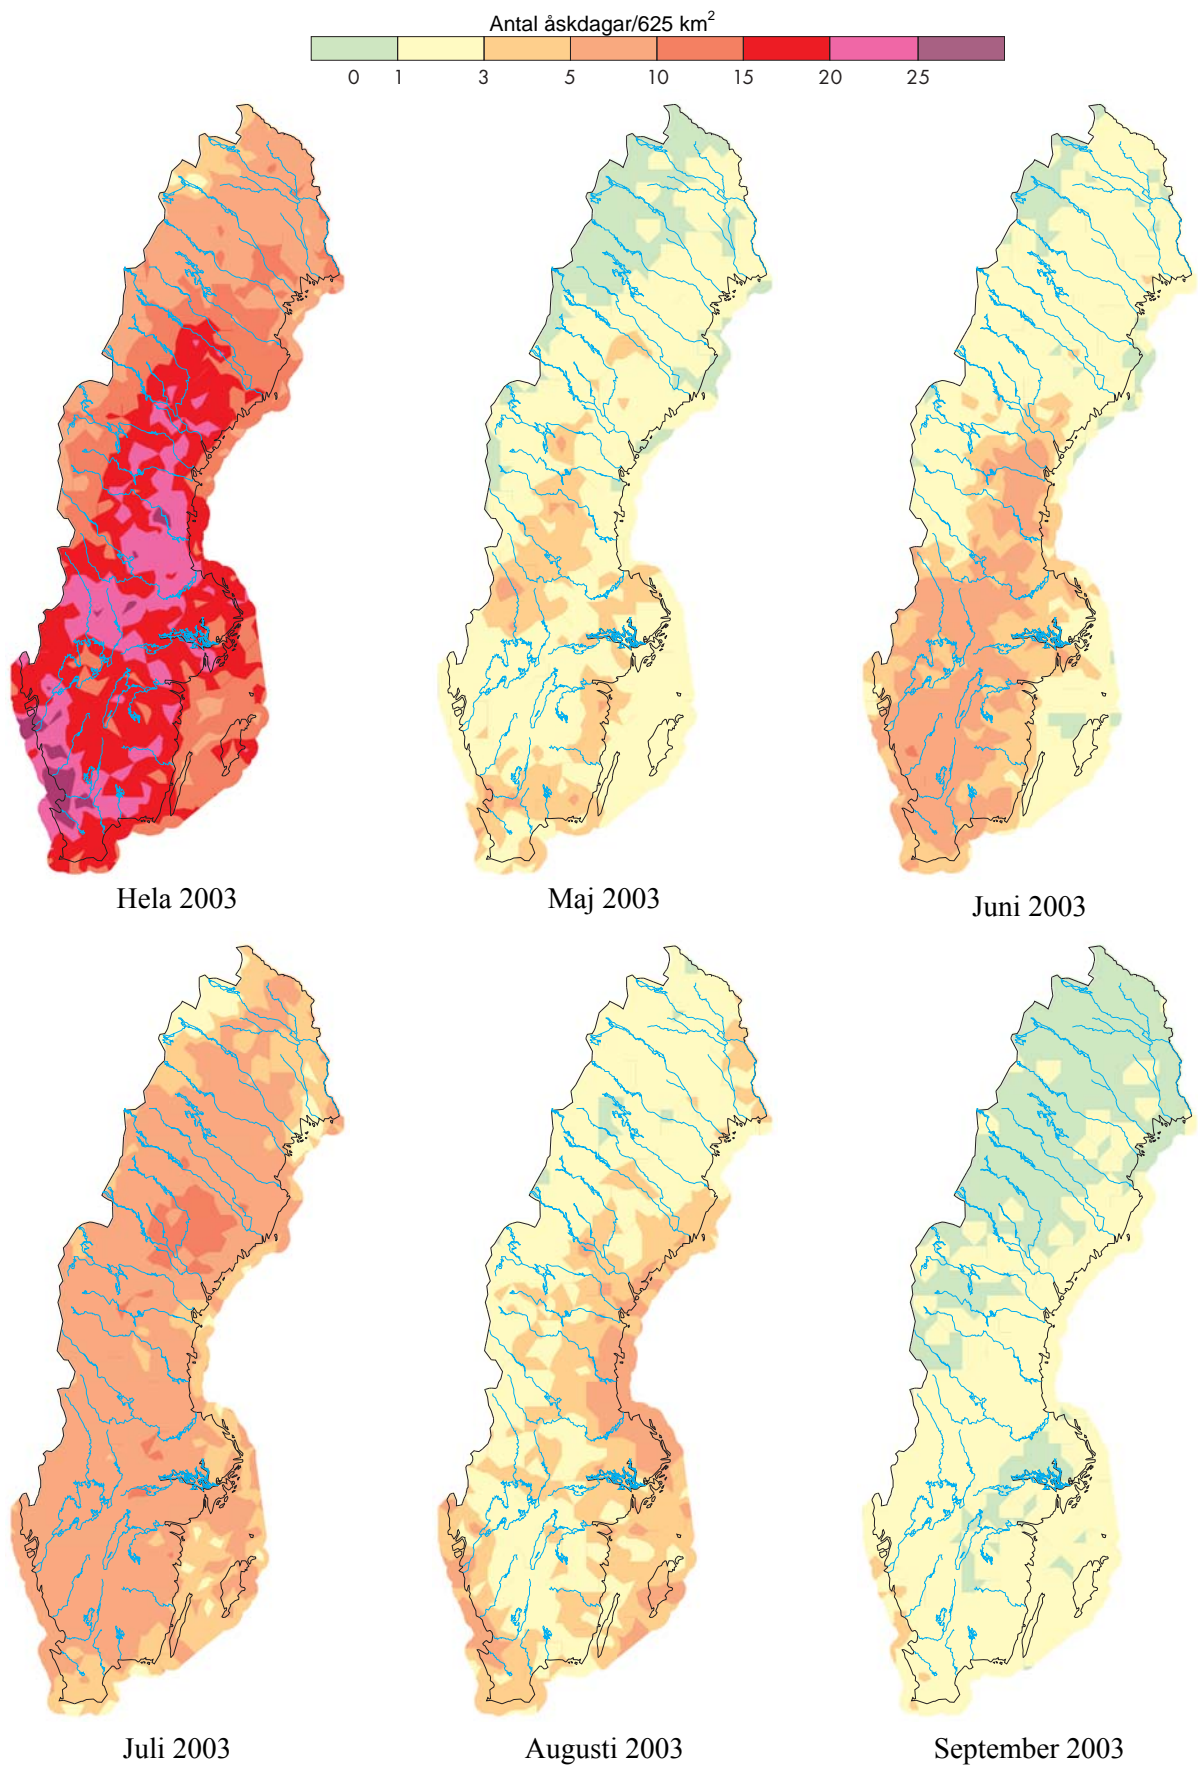 Antal åskdagar/625 km²
0 1 3 5 10 15 20 25
Hela 2003
Maj 2003
Juni 2003
Juli 2003
Augusti 2003
September 2003